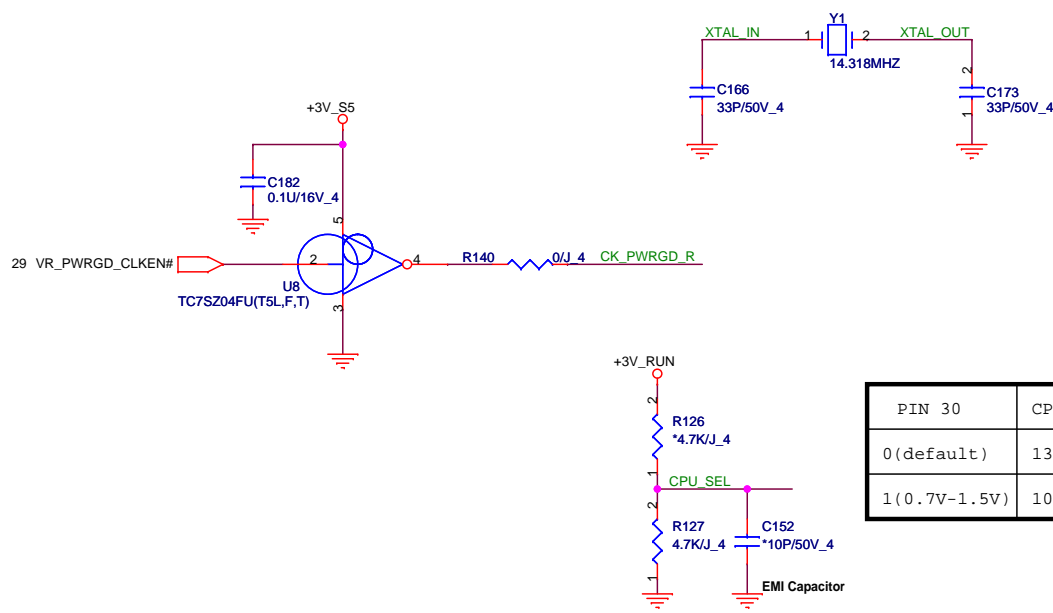 XTAL_IN
1
Y1
2
XTAL_OUT
14.318MHZ
C166
33P/50V_4
2
C173
33P/50V_4
1
+3V_S5
C182
0.1U/16V_4
5
29 VR_PWRGD_CLKEN#
2
4
R140
0/J_4
CK_PWRGD_R
U8
TC7SZ04FU(T5L,F,T)
3
+3V_RUN
2
R126
*4.7K/J_4
1
CPU_SEL
2
R127
4.7K/J_4
1
C152
*10P/50V_4
EMI Capacitor
PIN 30 CP
0(default) 13
1(0.7V-1.5V) 10